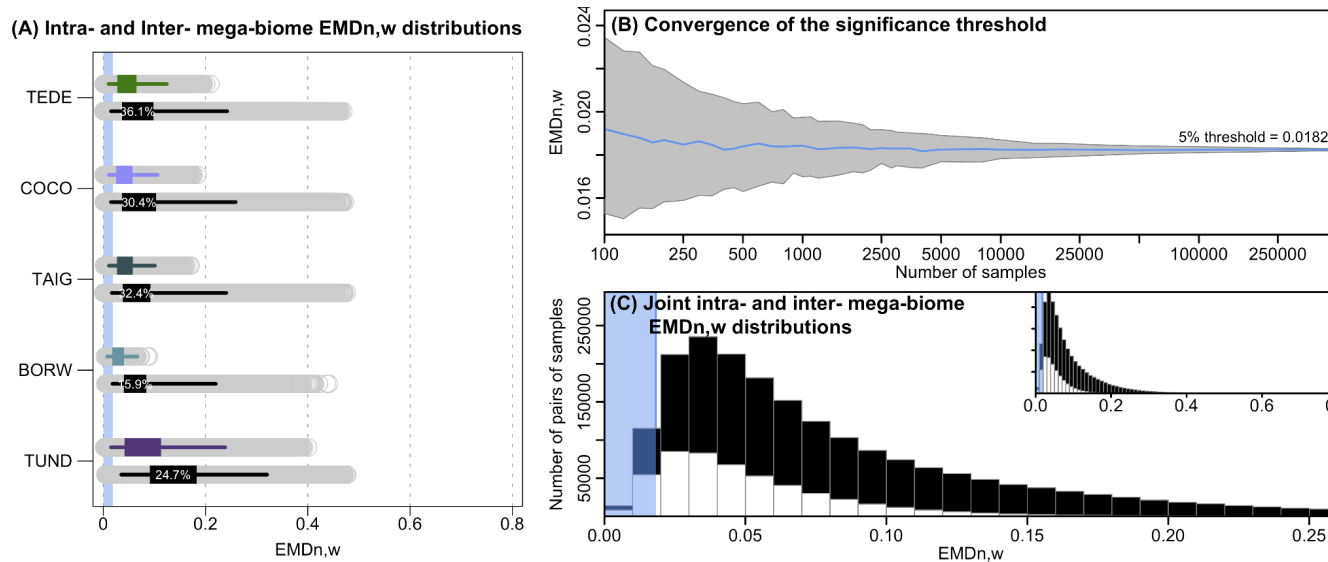 (A) Intra- and Inter- mega-biome EMDn,w distributions
TEDE
36.1%
COCO
30.4%
TAIG
32.4%
BORW
15.9%
TUND
24.7%
0 0.2 0.4 0.6 0.8
EMDn,w
(B) Convergence of the significance threshold
EMDn,w
0.024
0.020
0.016
5% threshold = 0.0182
100 250 500 1000 2500 5000 10000 25000 100000 250000
Number of samples
(C) Joint intra- and inter- mega-biome
EMDn,w distributions
Number of pairs of samples
250000
150000
50000
0.00 0.05 0.10 0.15 0.20 0.25
EMDn,w
0.0 0.2 0.4 0.6